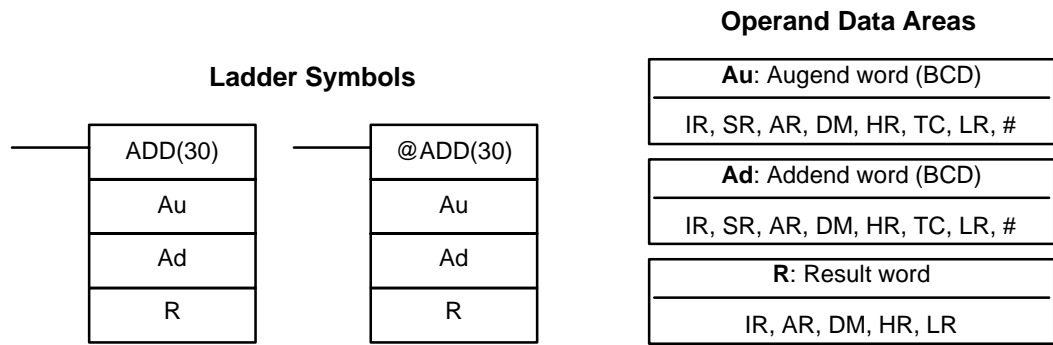 Ladder Symbols
ADD(30)
Au
Ad
R
@ADD(30)
Au
Ad
R
Operand Data Areas
Au: Augend word (BCD)
IR, SR, AR, DM, HR, TC, LR, #
Ad: Addend word (BCD)
IR, SR, AR, DM, HR, TC, LR, #
R: Result word
IR, AR, DM, HR, LR